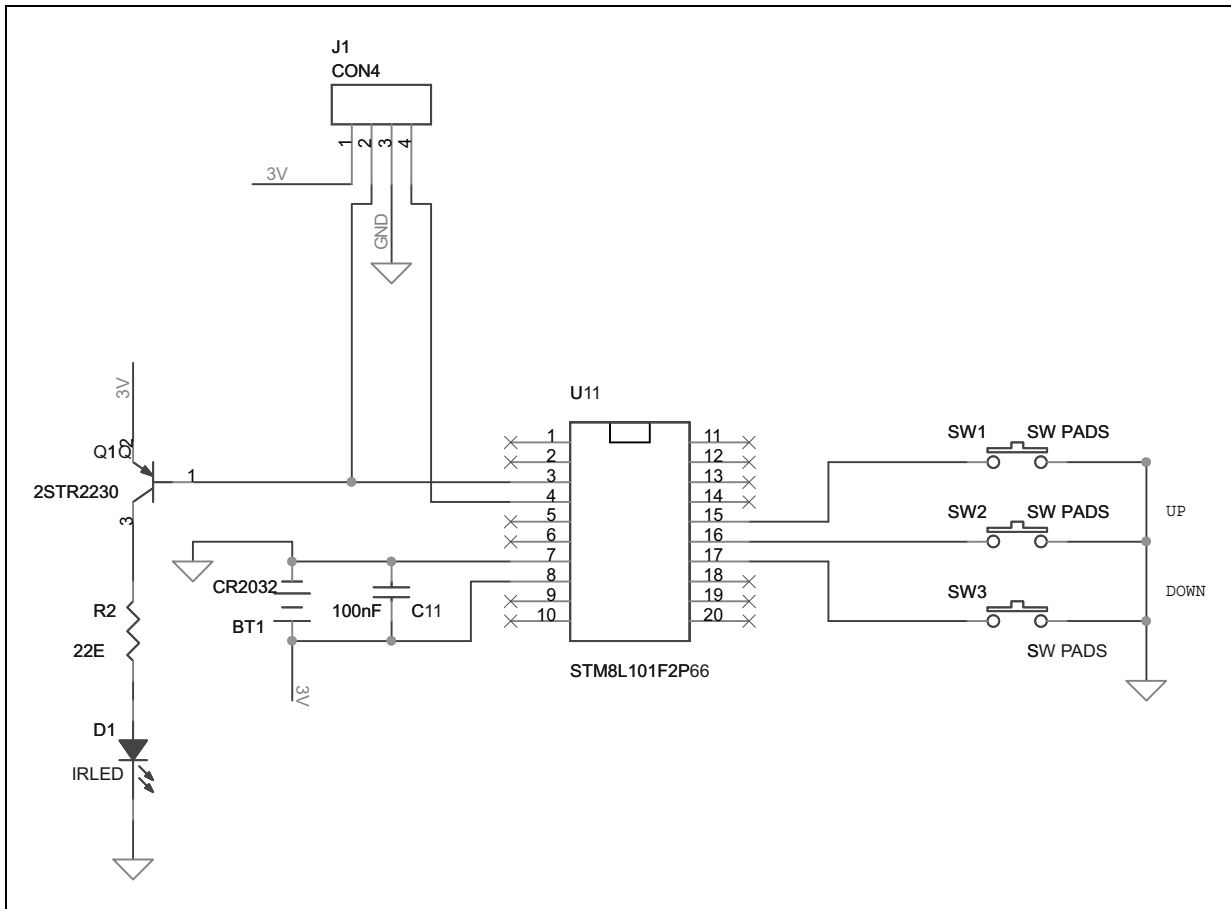 J1
CON4
1
2
3
4
3V
GND
3V
Q1Q
2
1
2STR2230
3
R2
22E
D1
IRLED
CR2032
BT1
100nF
C11
3V
U11
1
2
3
4
5
6
7
8
9
10
11
12
13
14
15
16
17
18
19
20
STM8L101F2P66
SW1
SW PADS
UP
SW2
SW PADS
DOWN
SW3
SW PADS